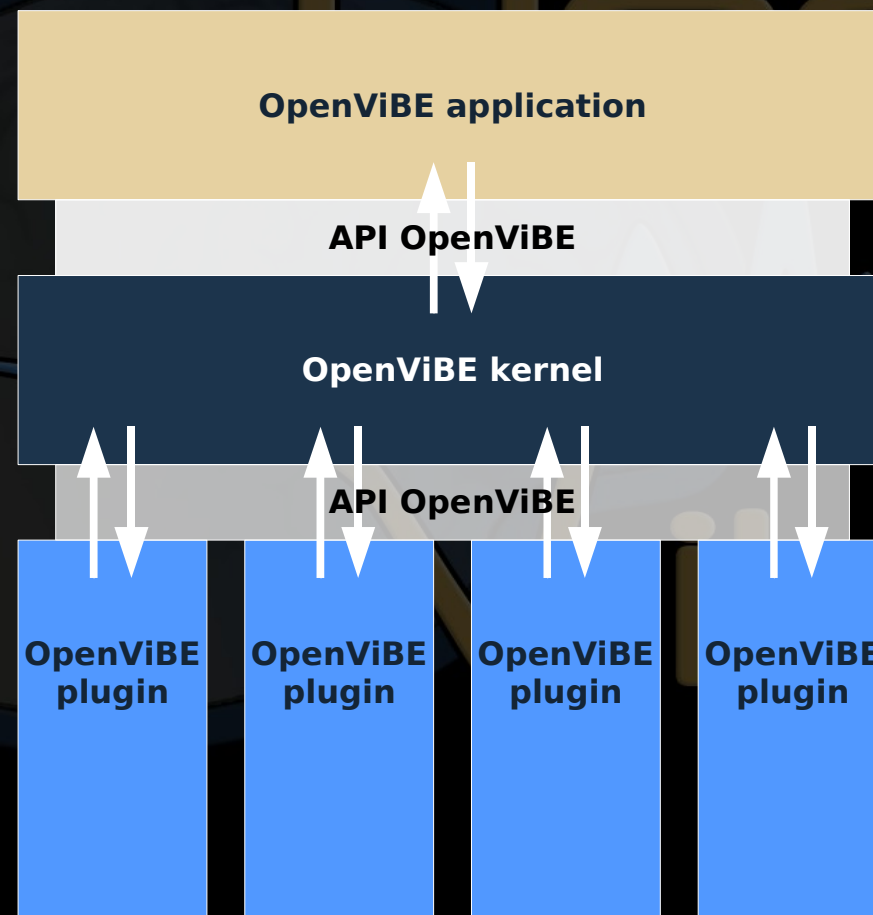 OpenViBE application
API OpenViBE
OpenViBE kernel
API OpenViBE
OpenViBE
plugin
OpenViBE
plugin
OpenViBE
plugin
OpenViBE
plugin